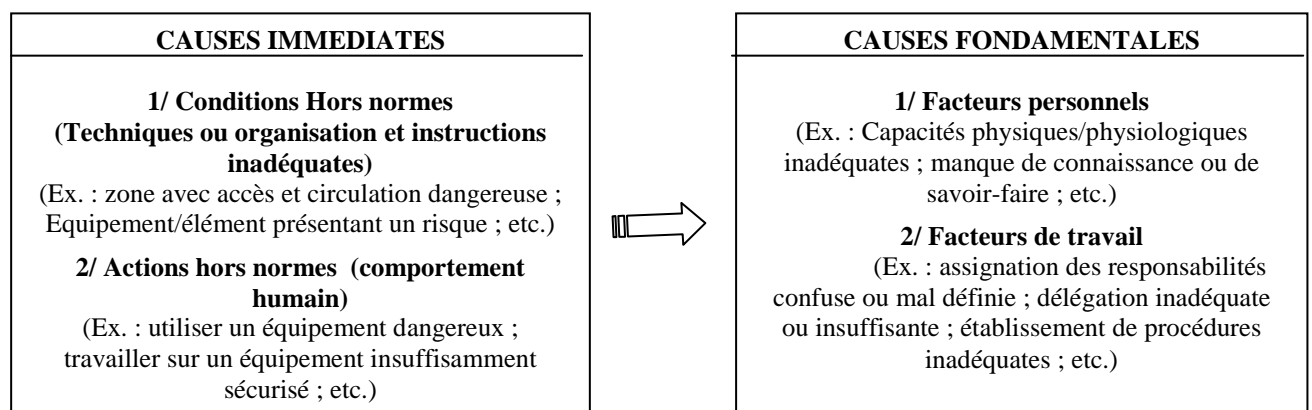 CAUSES IMMEDIATES
1/ Conditions Hors normes
(Techniques ou organisation et instructions
inadéquates)
(Ex. : zone avec accès et circulation dangereuse ;
Equipement/élément présentant un risque ; etc.)
2/ Actions hors normes (comportement
humain)
(Ex. : utiliser un équipement dangereux ;
travailler sur un équipement insuffisamment
sécurisé ; etc.)
CAUSES FONDAMENTALES
1/ Facteurs personnels
(Ex. : Capacités physiques/physiologiques
inadéquates ; manque de connaissance ou de
savoir-faire ; etc.)
2/ Facteurs de travail
(Ex. : assignation des responsabilités
confuse ou mal définie ; délégation inadéquate
ou insuffisante ; établissement de procédures
inadéquates ; etc.)